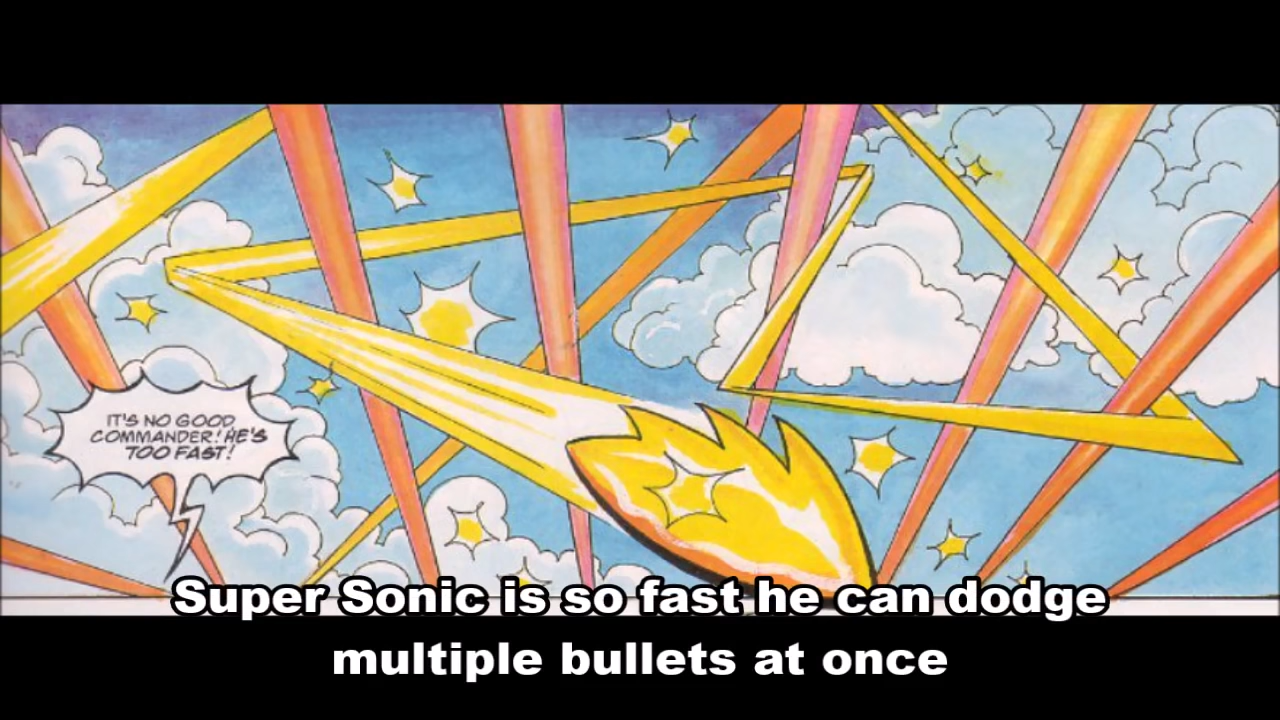 IT'S NO GOOD
COMMANDER! HE'S
TOO FAST!
Super Sonic is so fast he can dodge
multiple bullets at once